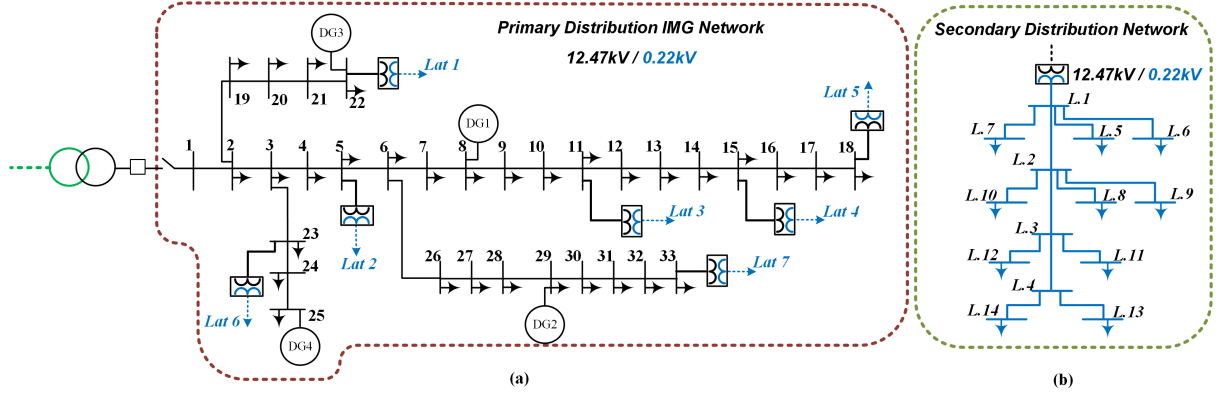 Primary Distribution IMG Network
12.47kV / 0.22kV
DG3
Lat 1
19 20 21 22
Lat 5
DG1
1 2 3 4 5 6 7 8 9 10 11 12 13 14 15 16 17 18
Lat 2
Lat 3
Lat 4
23
24
25
Lat 6
DG4
26 27 28 29 30 31 32 33
Lat 7
DG2
(a)
Secondary Distribution Network
12.47kV / 0.22kV
L.1
L.7 L.5 L.6
L.2
L.10 L.8 L.9
L.3
L.12 L.11
L.4
L.14 L.13
(b)